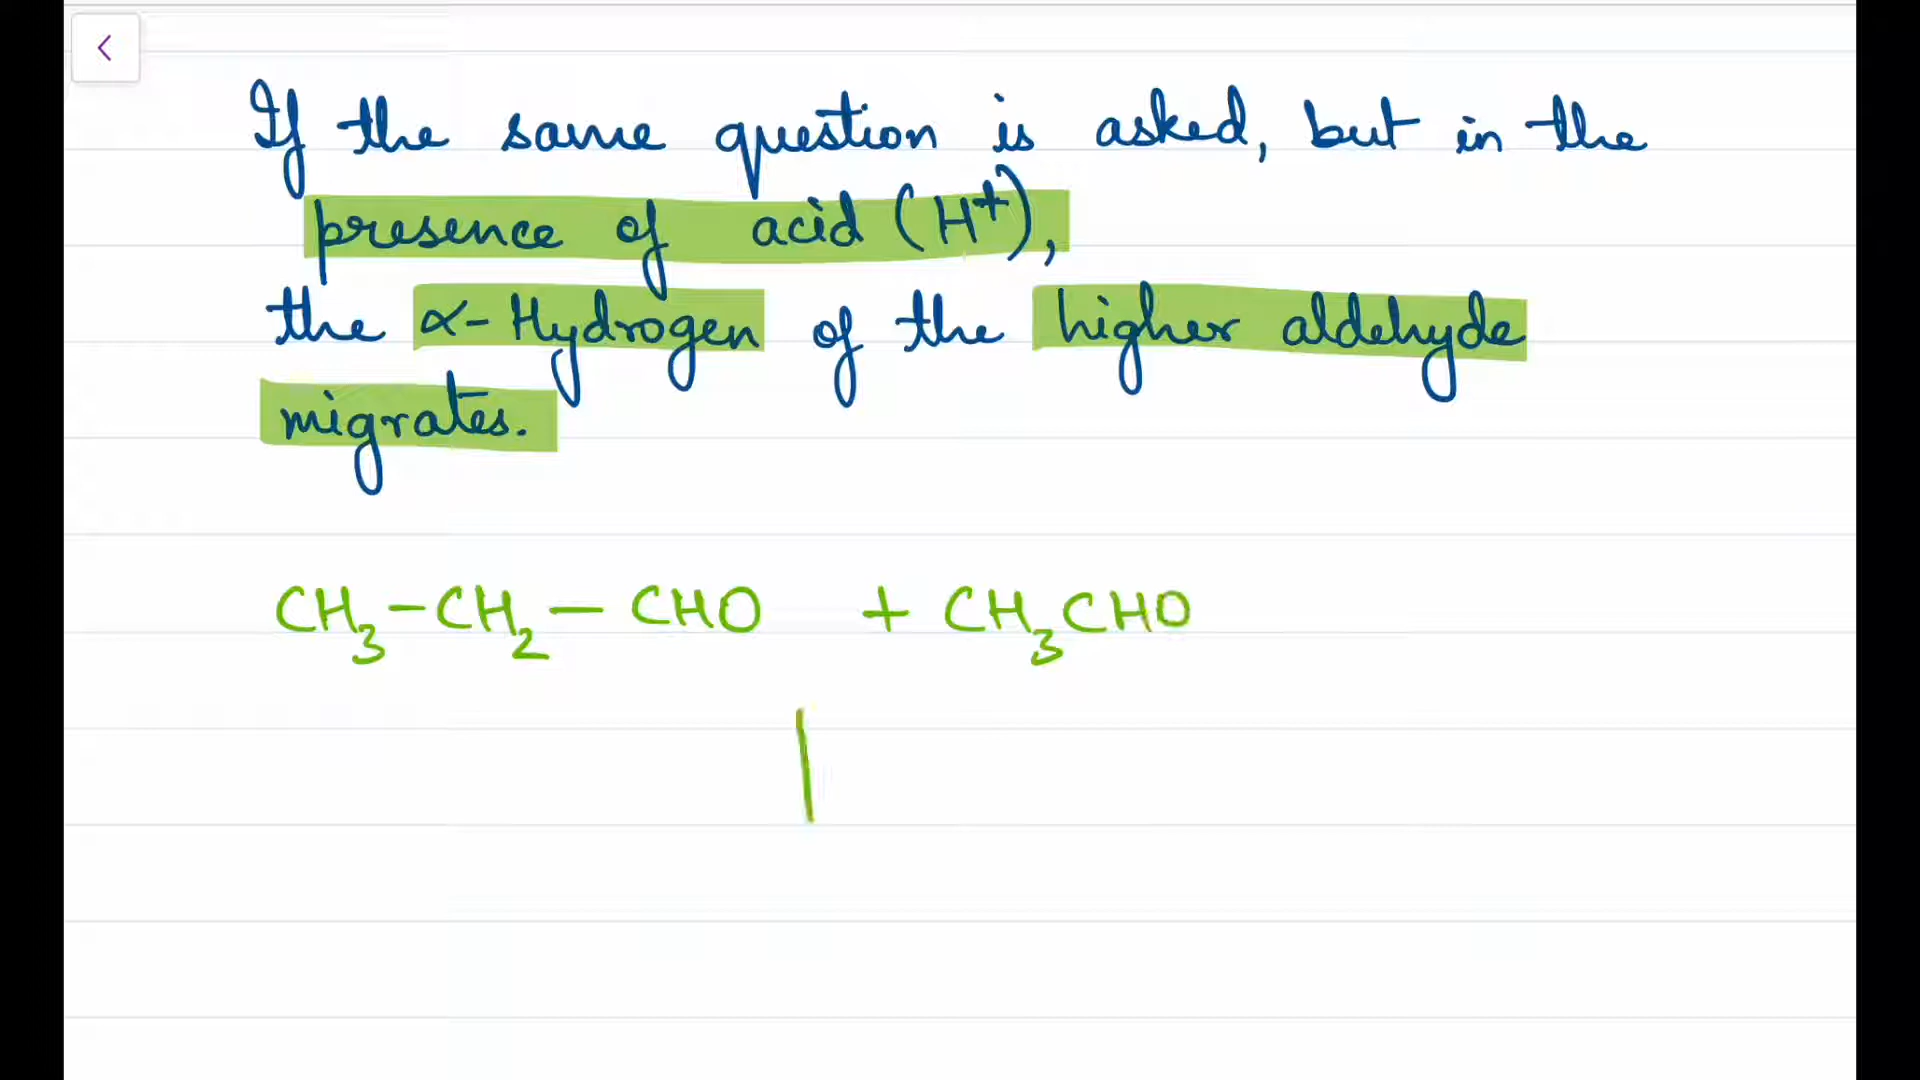 If the same question is asked, but in the
presence of acid (H⁺),
the α-Hydrogen of the higher aldehyde
migrates.
CH₃-CH₂-CHO + CH₃CHO